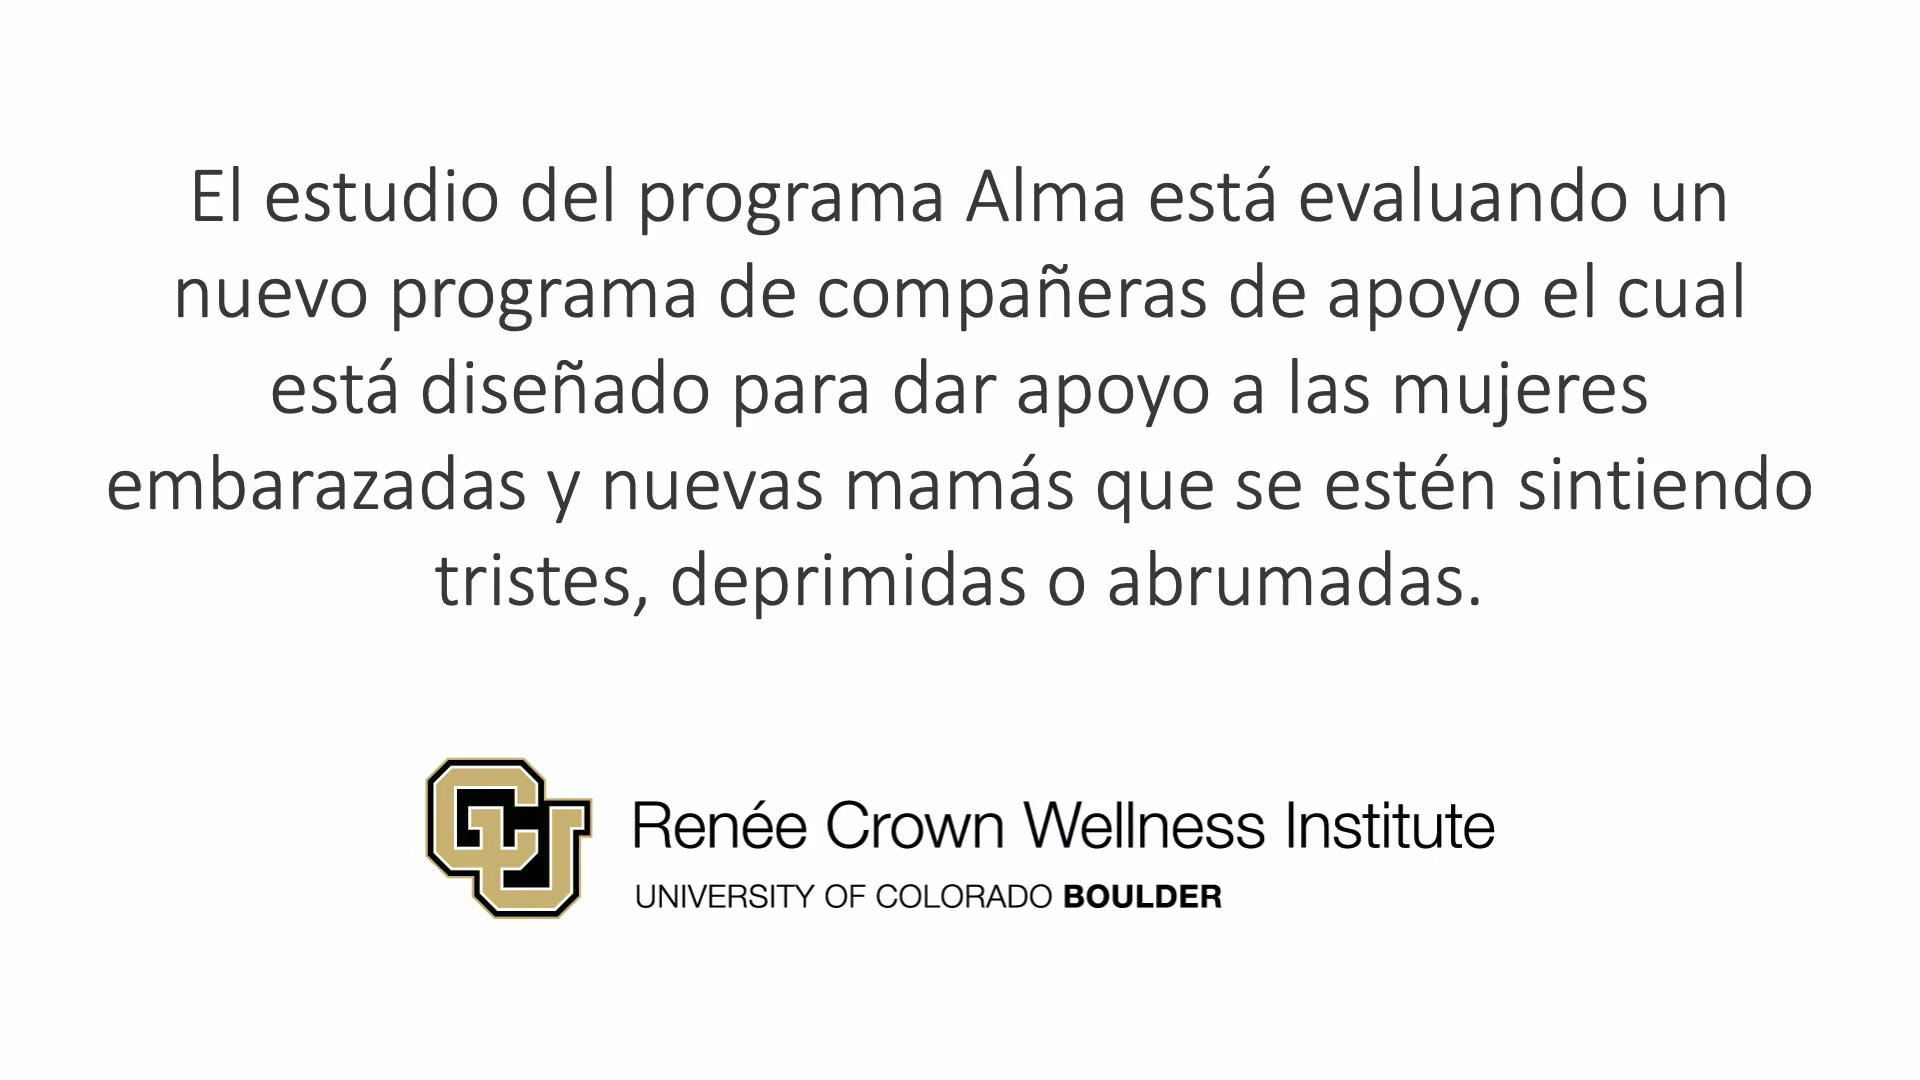 El estudio del programa Alma está evaluando un
nuevo programa de compañeras de apoyo el cual
está diseñado para dar apoyo a las mujeres
embarazadas y nuevas mamás que se estén sintiendo
tristes, deprimidas o abrumadas.
CU
Renée Crown Wellness Institute
UNIVERSITY OF COLORADO BOULDER